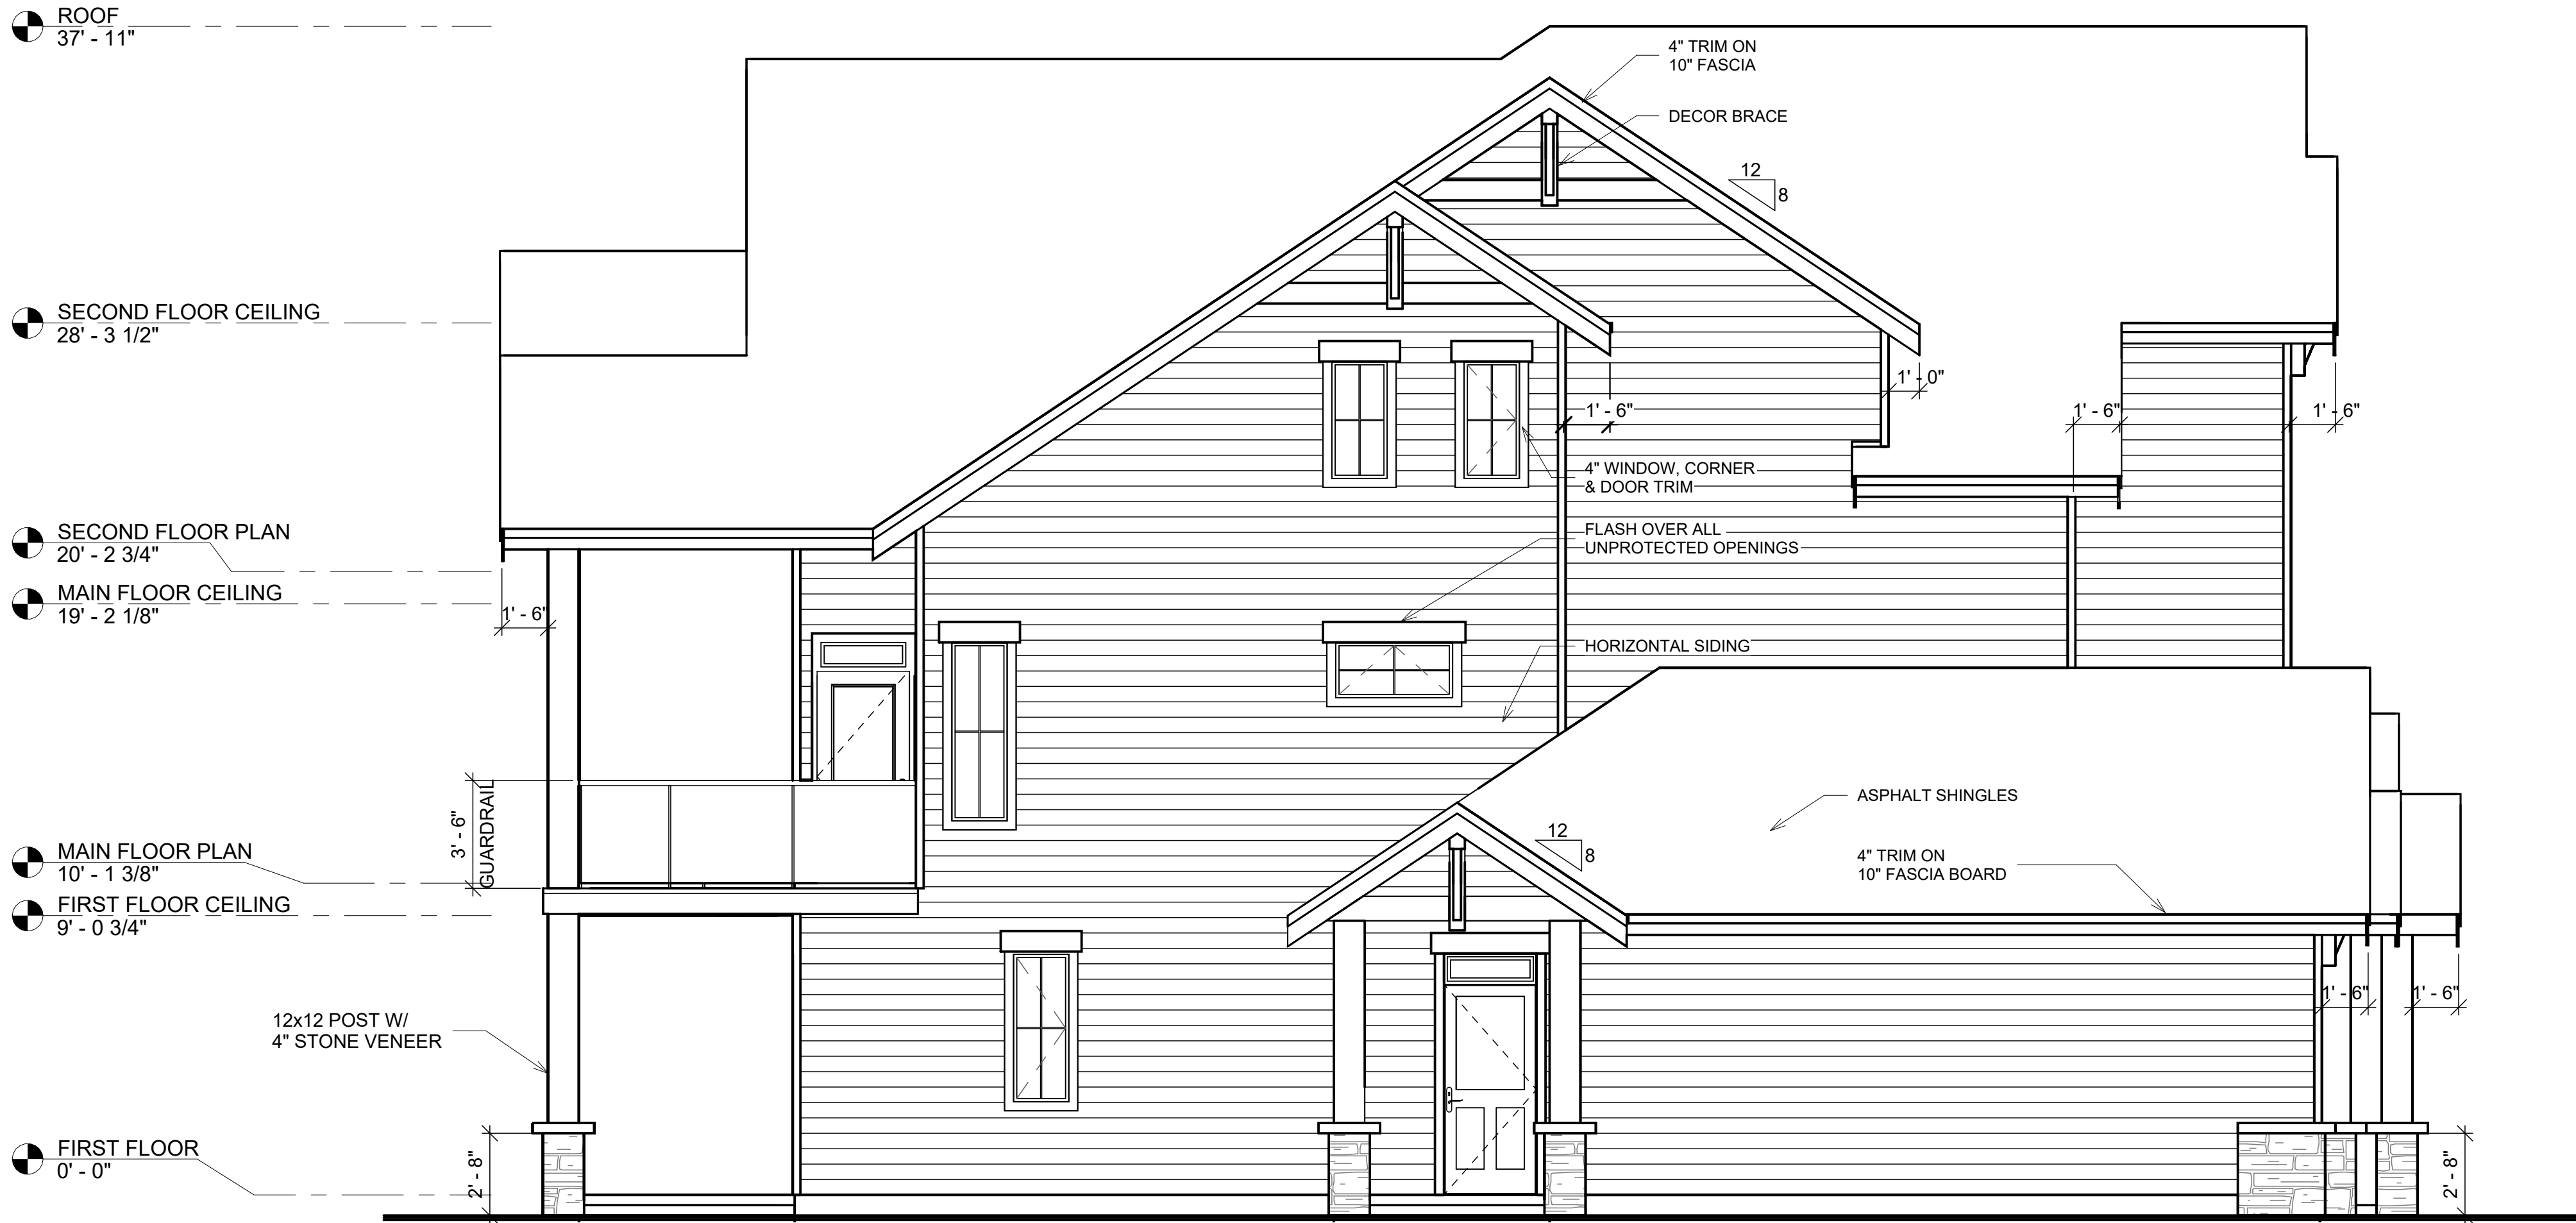 ROOF
37' - 11"
4" TRIM ON
10" FASCIA
DECOR BRACE
12
8
SECOND FLOOR CEILING
28' - 3 1/2"
1' - 0"
1' - 6"
1' - 6"
1' - 6"
4" WINDOW, CORNER
& DOOR TRIM
SECOND FLOOR PLAN
20' - 2 3/4"
FLASH OVER ALL
UNPROTECTED OPENINGS
MAIN FLOOR CEILING
19' - 2 1/8"
1' - 6"
HORIZONTAL SIDING
3' - 6"
GUARDRAIL
ASPHALT SHINGLES
12
8
MAIN FLOOR PLAN
10' - 1 3/8"
4" TRIM ON
10" FASCIA BOARD
FIRST FLOOR CEILING
9' - 0 3/4"
1' - 6"
1' - 6"
12x12 POST W/
4" STONE VENEER
FIRST FLOOR
0' - 0"
2' - 8"
2' - 8"